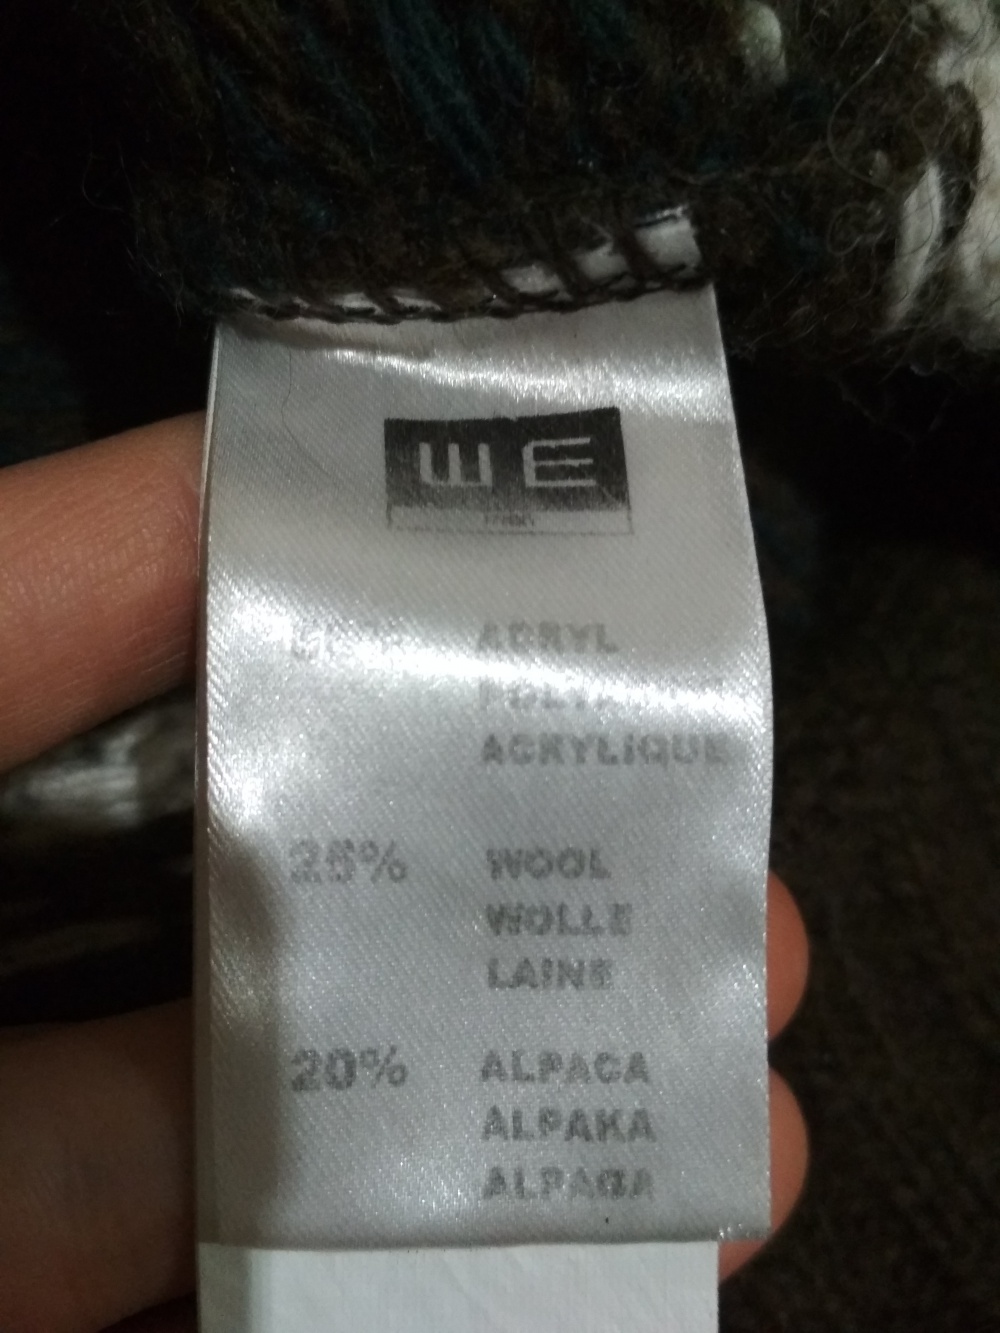 WE
ACRYL
ACRYLIQUE
25% WOOL
WOLLE
LAINE
20% ALPACA
ALPAKA
ALPAGA